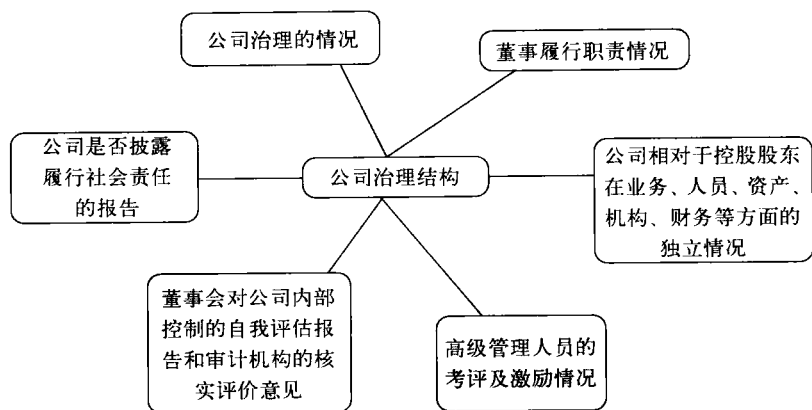 公司治理的情况
董事履行职责情况
公司是否披露
履行社会责任
的报告
公司治理结构
公司相对于控股股东
在业务、人员、资产、
机构、财务等方面的
独立情况
董事会对公司内部
控制的自我评估报
告和审计机构的核
实评价意见
高级管理人员的
考评及激励情况